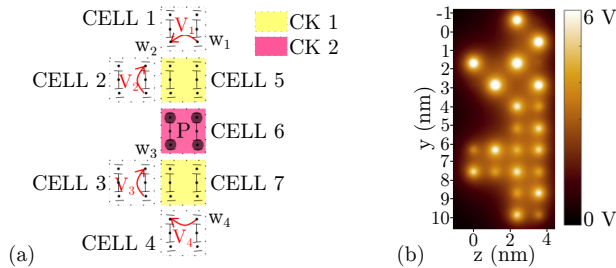 CELL 1
V1
w2
w1
CK 1
CK 2
CELL 2
V2
CELL 5
P
CELL 6
w3
CELL 3
V3
CELL 7
w4
CELL 4
V4
(a)
-1
0
1
2
3
4
5
6
7
8
9
10
y (nm)
0
2
4
z (nm)
6 V
0 V
(b)